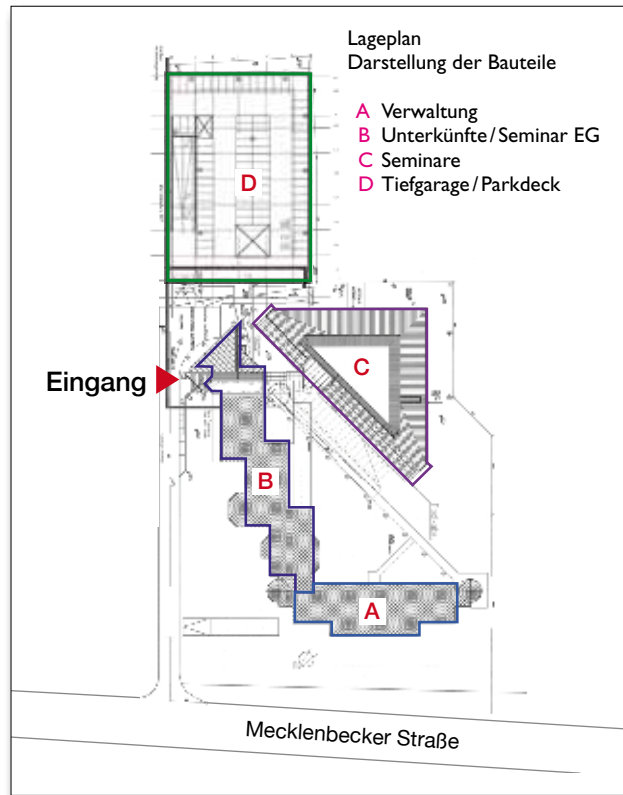 Lageplan
Darstellung der Bauteile
A Verwaltung
B Unterkünfte/Seminar EG
C Seminare
D Tiefgarage/Parkdeck
D
C
Eingang
B
A
Mecklenbecker Straße